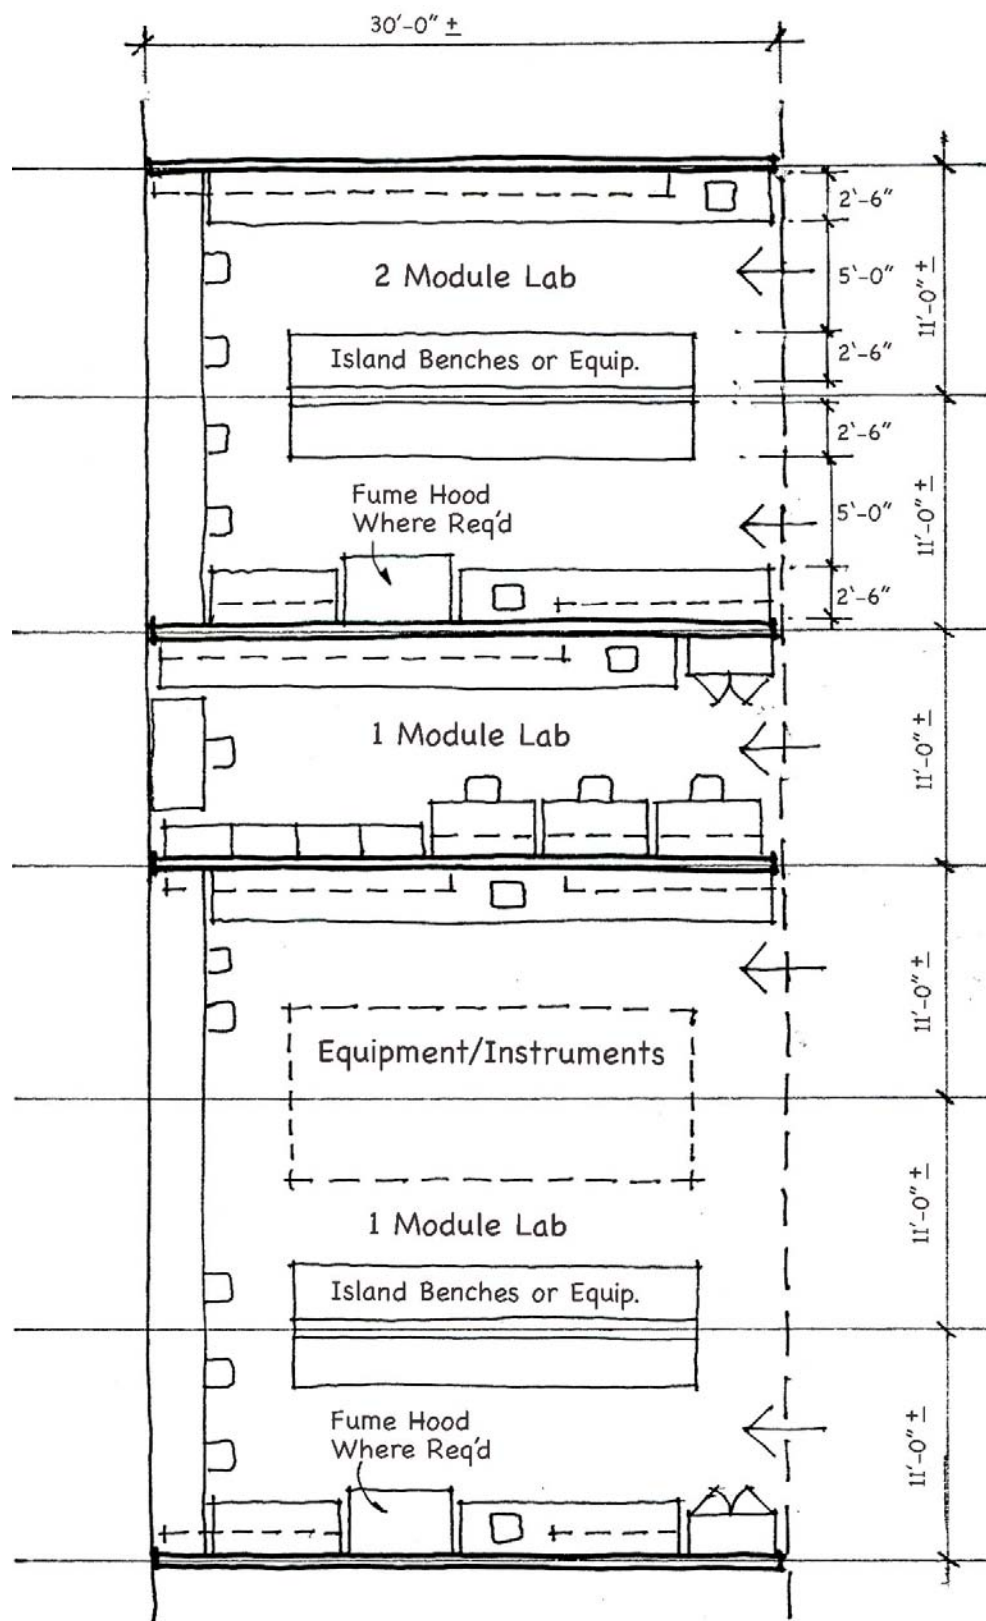 30'-0" ±
2'-6"
2 Module Lab
5'-0"
11'-0" ±
Island Benches or Equip.
2'-6"
2'-6"
Fume Hood
Where Req'd
5'-0"
11'-0" ±
2'-6"
1 Module Lab
11'-0" ±
11'-0" ±
Equipment/Instruments
11'-0" ±
1 Module Lab
Island Benches or Equip.
Fume Hood
Where Req'd
11'-0" ±